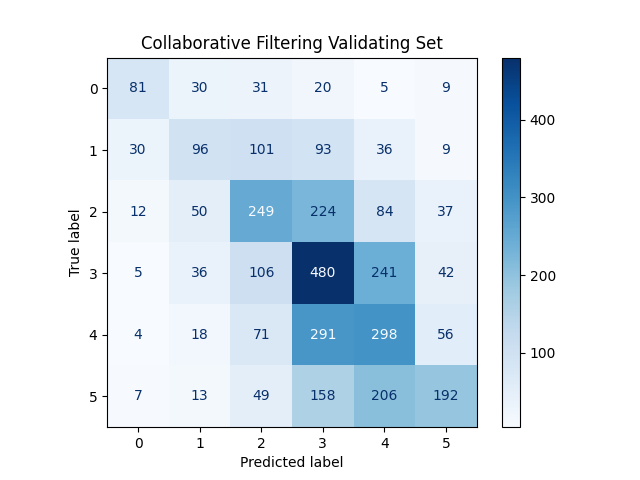 Collaborative Filtering Validating Set
0 81 30 31 20 5 9
1 30 96 101 93 36 9
2 12 50 249 224 84 37
3 5 36 106 480 241 42
4 4 18 71 291 298 56
5 7 13 49 158 206 192
0 1 2 3 4 5
Predicted label
True label
400
300
200
100